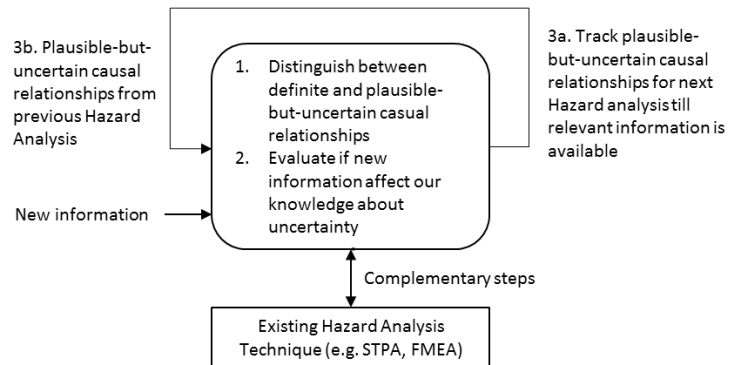 3b. Plausible-but-
uncertain causal
relationships from
previous Hazard
Analysis
New information
1. Distinguish between
definite and plausible-
but-uncertain casual
relationships
2. Evaluate if new
information affect our
knowledge about
uncertainty
3a. Track plausible-
but-uncertain causal
relationships for next
Hazard analysis till
relevant information is
available
Complementary steps
Existing Hazard Analysis
Technique (e.g. STPA, FMEA)